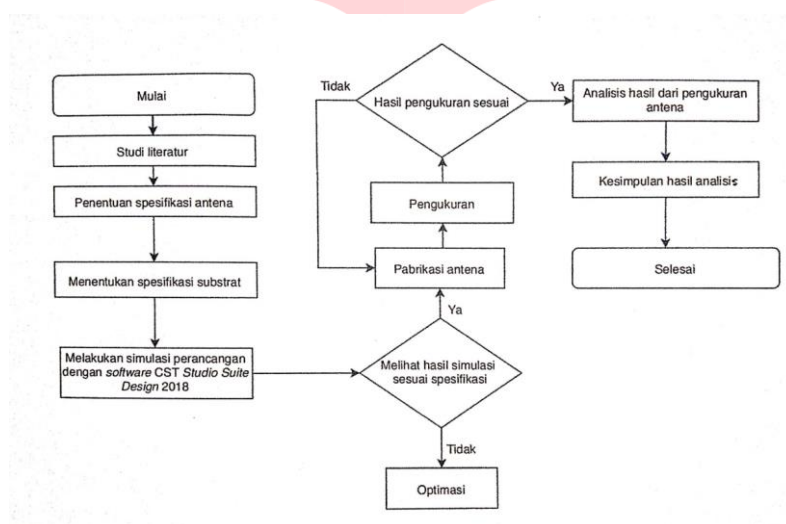 Mulai
Studi literatur
Penentuan spesifikasi antena
Menentukan spesifikasi substrat
Melakukan simulasi perancangan
dengan software CST Studio Suite
Design 2018
Melihat hasil simulasi
sesuai spesifikasi
Tidak
Optimasi
Ya
Pabrikasi antena
Pengukuran
Hasil pengukuran sesuai
Tidak
Ya
Analisis hasil dari pengukuran
antena
Kesimpulan hasil analisis
Selesai